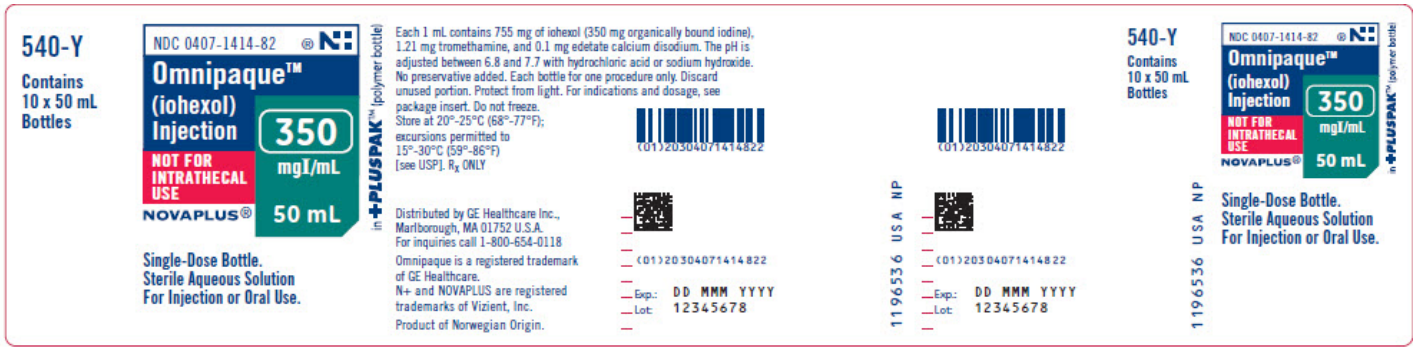 540-Y
Contains
10 x 50 mL
Bottles
NDC 0407-1414-82 ® N
Omnipaque™
(iohexol)
Injection
350
mgI/mL
NOT FOR
INTRATHECAL
USE
NOVAPLUS®
50 mL
in +PLUSPAK™ (polymer bottle)
Single-Dose Bottle.
Sterile Aqueous Solution
For Injection or Oral Use.
Each 1 mL contains 755 mg of iohexol (350 mg organically bound iodine),
1.21 mg tromethamine, and 0.1 mg edetate calcium disodium. The pH is
adjusted between 6.8 and 7.7 with hydrochloric acid or sodium hydroxide.
No preservative added. Each bottle for one procedure only. Discard
unused portion. Protect from light. For indications and dosage, see
package insert. Do not freeze.
Store at 20°-25°C (68°-77°F);
excursions permitted to
15°-30°C (59°-86°F)
[see USP]. Rx ONLY
Distributed by GE Healthcare Inc.,
Marlborough, MA 01752 U.S.A.
For inquiries call 1-800-654-0118
Omnipaque is a registered trademark
of GE Healthcare.
N+ and NOVAPLUS are registered
trademarks of Vizient, Inc.
Product of Norwegian Origin.
(01)20304071414822
(01)20304071414822
Exp.: DD MMM YYYY
Lot: 12345678
1196536 USA NP
(01)20304071414822
(01)20304071414822
Exp.: DD MMM YYYY
Lot: 12345678
1196536 USA NP
540-Y
Contains
10 x 50 mL
Bottles
NDC 0407-1414-82 ® N
Omnipaque™
(iohexol)
Injection
350
mgI/mL
NOT FOR
INTRATHECAL
USE
NOVAPLUS®
50 mL
in +PLUSPAK™ (polymer bottle)
Single-Dose Bottle.
Sterile Aqueous Solution
For Injection or Oral Use.